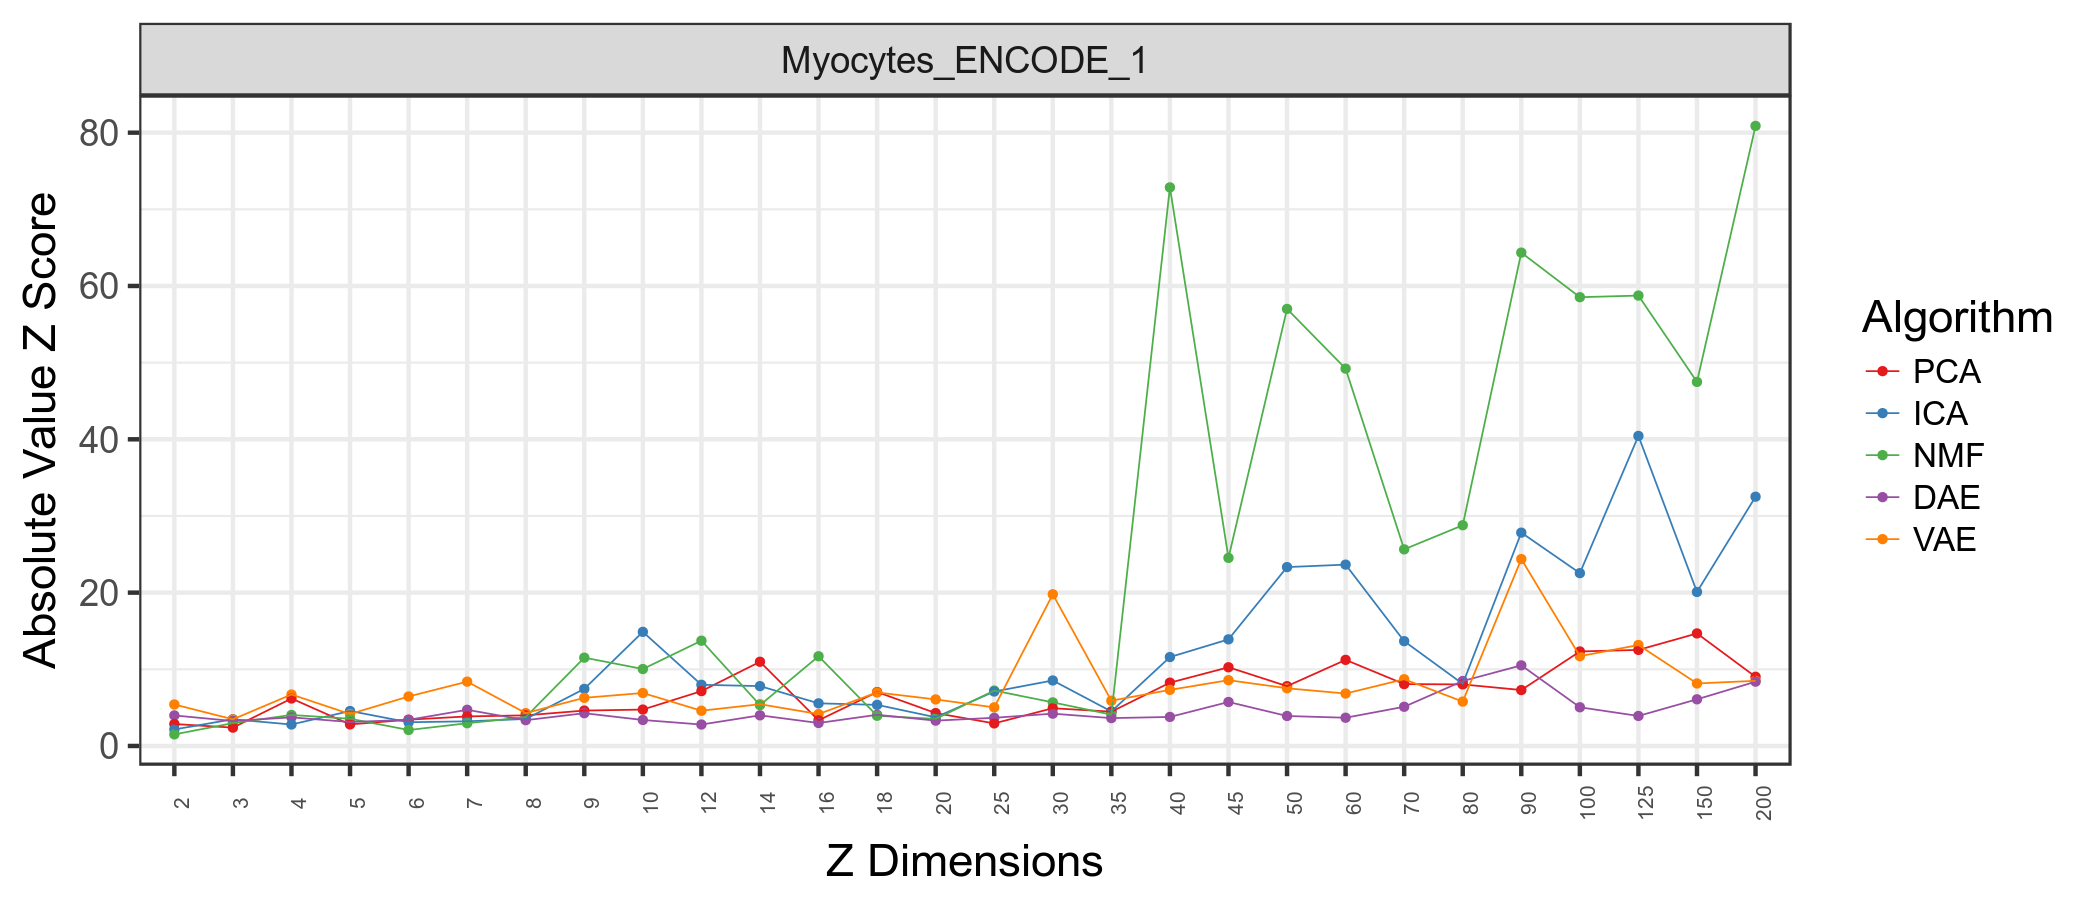 Myocytes_ENCODE_1
Absolute Value Z Score
80
60
40
20
0
2 3 4 5 6 7 8 9 10 12 14 16 18 20 25 30 35 40 45 50 60 70 80 90 100 125 150 200
Z Dimensions
Algorithm
PCA
ICA
NMF
DAE
VAE